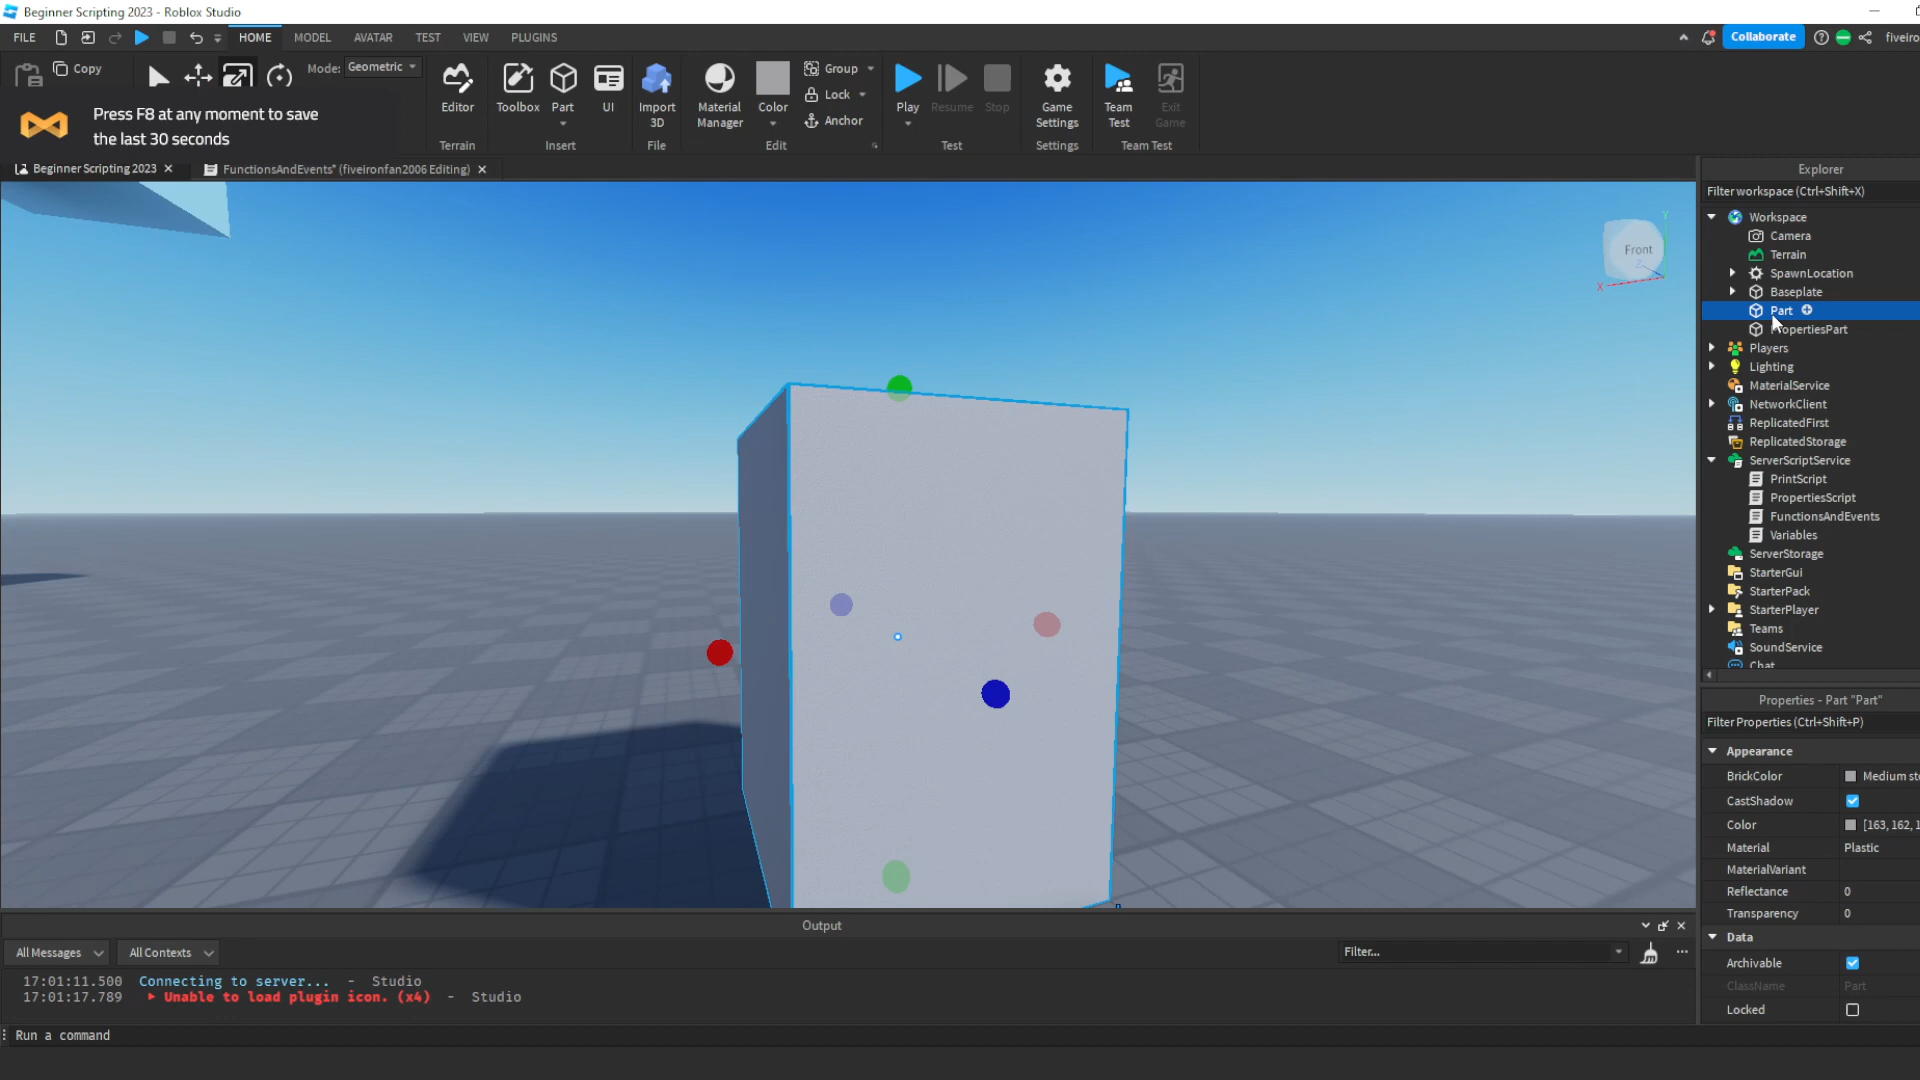 Beginner Scripting 2023 - Roblox Studio
FILE HOME MODEL AVATAR TEST VIEW PLUGINS Collaborate fiveiro
Copy
Mode: Geometric
Press F8 at any moment to save
the last 30 seconds
Editor
Terrain
Toolbox Part UI
Insert
Import
3D
File
Material
Manager
Color
Group
Lock
Anchor
Edit
Play Resume Stop
Test
Game
Settings
Settings
Team
Test
Exit
Game
Team Test
Beginner Scripting 2023
FunctionsAndEvents* (fiveironfan2006 Editing)
Front
X
Y
Z
Explorer
Filter workspace (Ctrl+Shift+X)
Workspace
Camera
Terrain
SpawnLocation
Baseplate
Part
PropertiesPart
Players
Lighting
MaterialService
NetworkClient
ReplicatedFirst
ReplicatedStorage
ServerScriptService
PrintScript
PropertiesScript
FunctionsAndEvents
Variables
ServerStorage
StarterGui
StarterPack
StarterPlayer
Teams
SoundService
Chat
Properties - Part "Part"
Filter Properties (Ctrl+Shift+P)
Appearance
BrickColor Medium sto
CastShadow
Color [163, 162, 1
Material Plastic
MaterialVariant
Reflectance 0
Transparency 0
Data
Archivable
ClassName Part
Locked
Output
All Messages All Contexts Filter...
17:01:11.500 Connecting to server... - Studio
17:01:17.789 Unable to load plugin icon. (x4) - Studio
Run a command